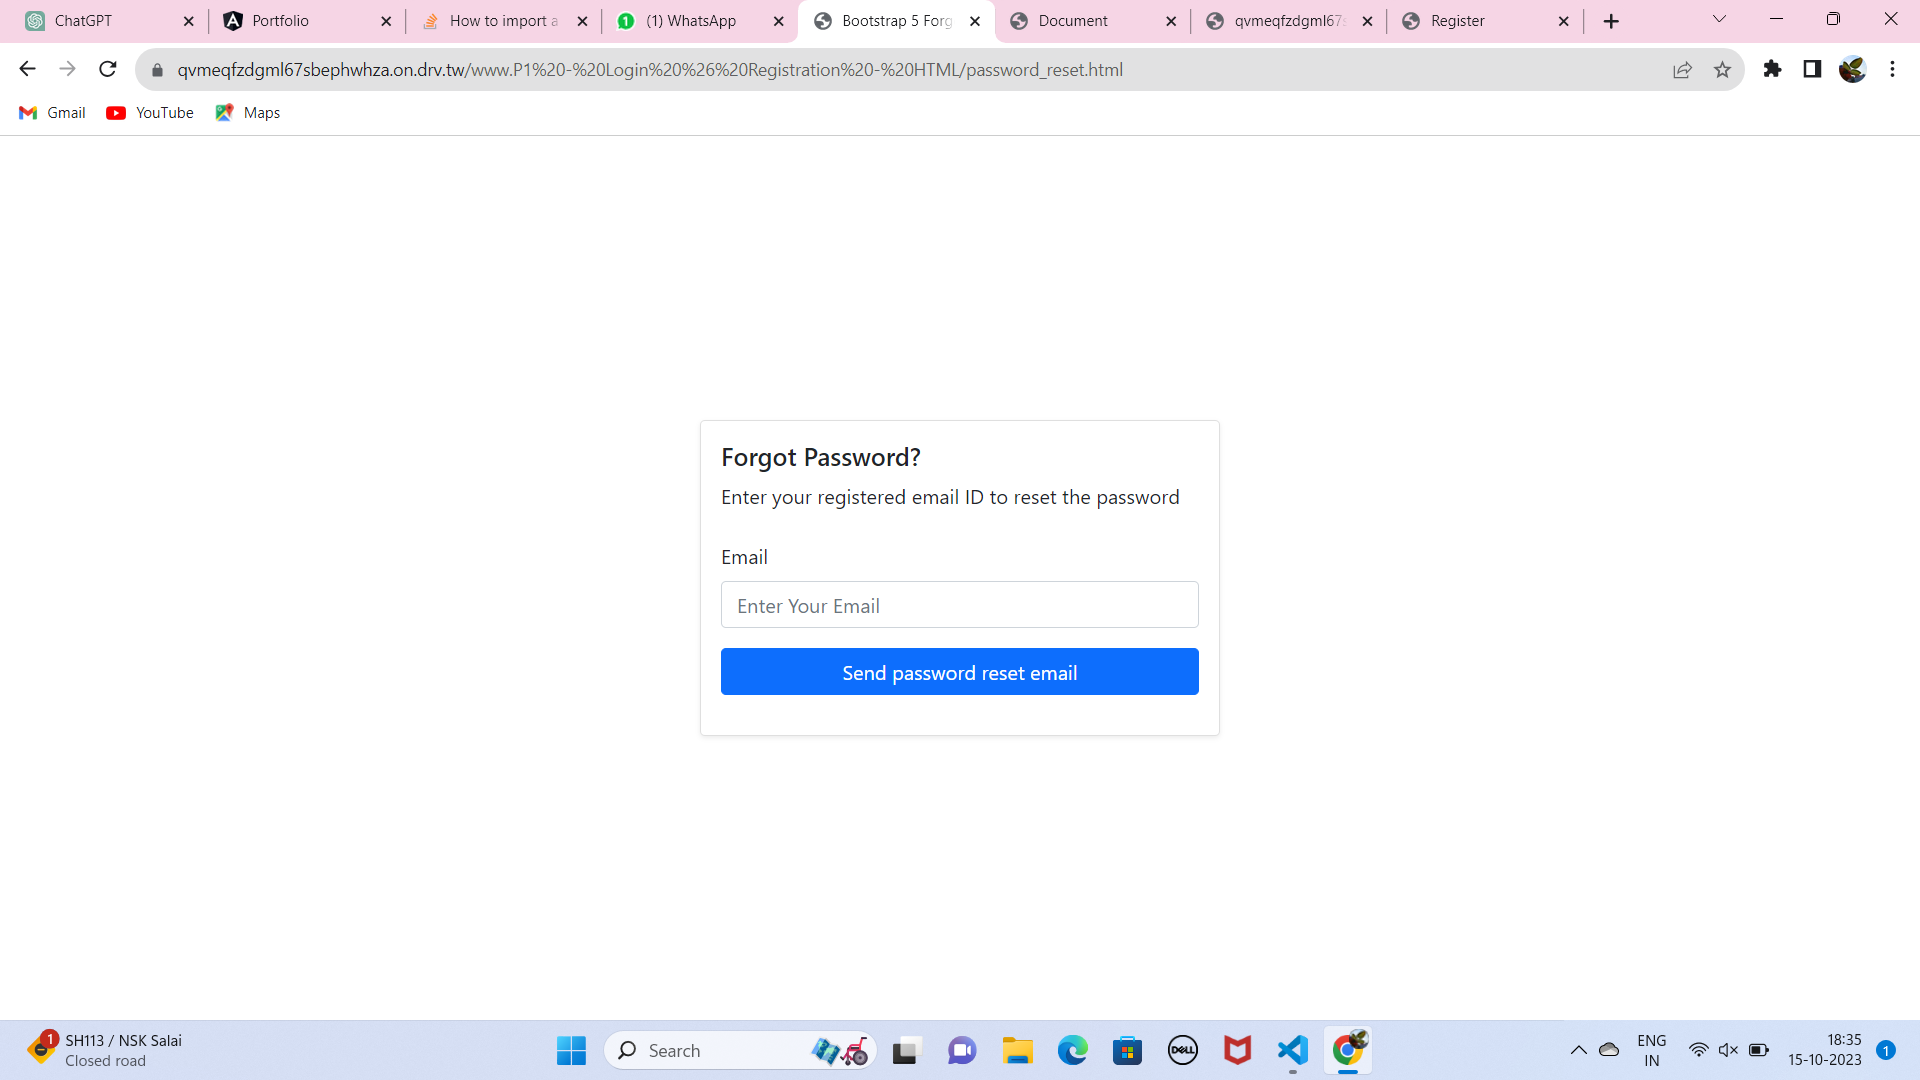 ChatGPT
Portfolio
How to import a
(1) WhatsApp
Bootstrap 5 Forg
Document
qvmeqfzdgml67s
Register
qvmeqfzdgml67sbephwhza.on.drv.tw/www.P1%20-%20Login%20%26%20Registration%20-%20HTML/password_reset.html
Gmail
YouTube
Maps
Forgot Password?
Enter your registered email ID to reset the password
Email
Enter Your Email
Send password reset email
1
SH113 / NSK Salai
Closed road
Search
DELL
ENG
IN
18:35
15-10-2023
1